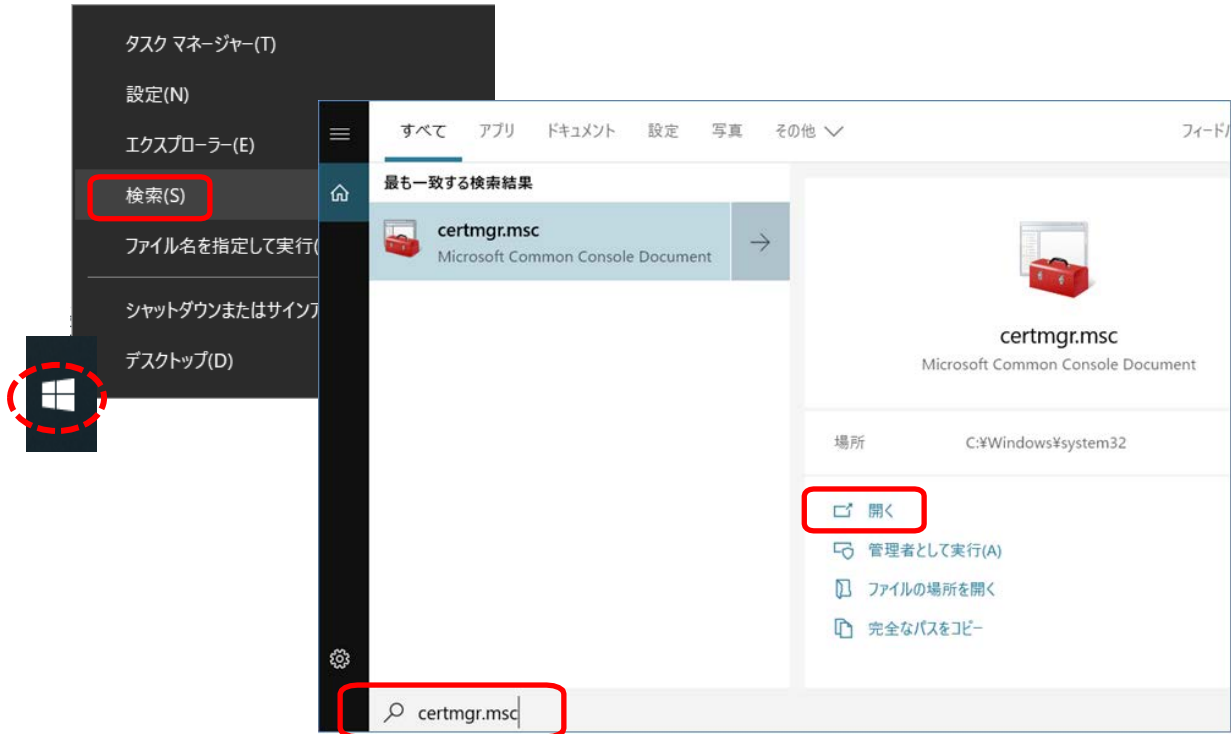 タスク マネージャー(T)
設定(N)
エクスプローラー(E)
検索(S)
ファイル名を指定して実行(
シャットダウンまたはサインア
デスクトップ(D)
すべて アプリ ドキュメント 設定 写真 その他 フィードバ
最も一致する検索結果
certmgr.msc
Microsoft Common Console Document
certmgr.msc
Microsoft Common Console Document
場所 C:¥Windows¥system32
開く
管理者として実行(A)
ファイルの場所を開く
完全なパスをコピー
certmgr.msc